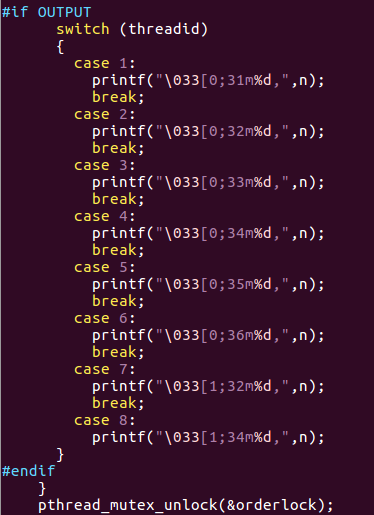 #if OUTPUT
      switch (threadid)
      {
        case 1:
          printf("\033[0;31m%d,",n);
          break;
        case 2:
          printf("\033[0;32m%d,",n);
          break;
        case 3:
          printf("\033[0;33m%d,",n);
          break;
        case 4:
          printf("\033[0;34m%d,",n);
          break;
        case 5:
          printf("\033[0;35m%d,",n);
          break;
        case 6:
          printf("\033[0;36m%d,",n);
          break;
        case 7:
          printf("\033[1;32m%d,",n);
          break;
        case 8:
          printf("\033[1;34m%d,",n);
      }
#endif
    }
    pthread_mutex_unlock(&orderlock);